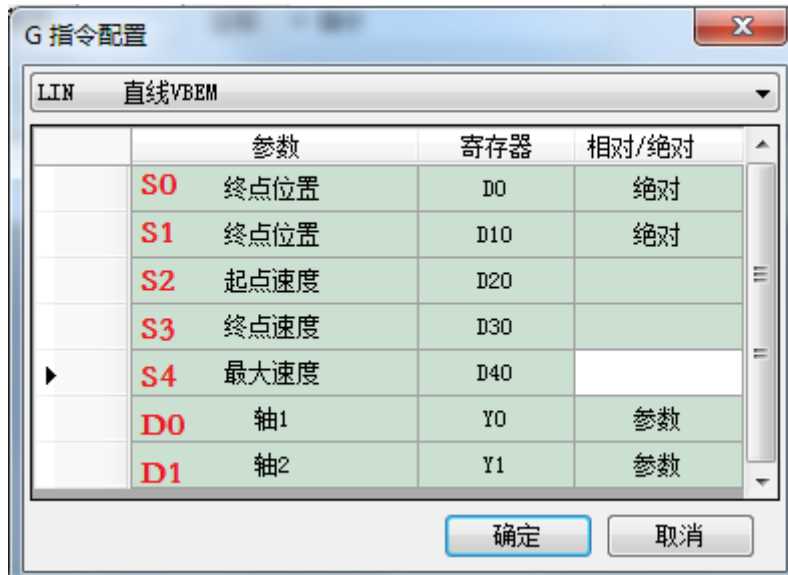 G 指令配置
LIN 直线VBEM
参数 寄存器 相对/绝对
S0 终点位置 D0 绝对
S1 终点位置 D10 绝对
S2 起点速度 D20
S3 终点速度 D30
S4 最大速度 D40
D0 轴1 Y0 参数
D1 轴2 Y1 参数
确定 取消